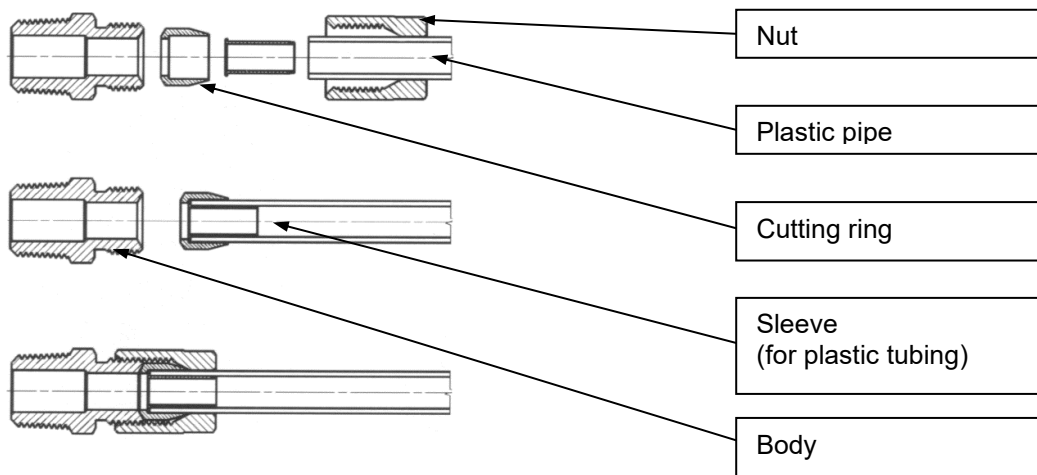 Nut
Plastic pipe
Cutting ring
Sleeve
(for plastic tubing)
Body